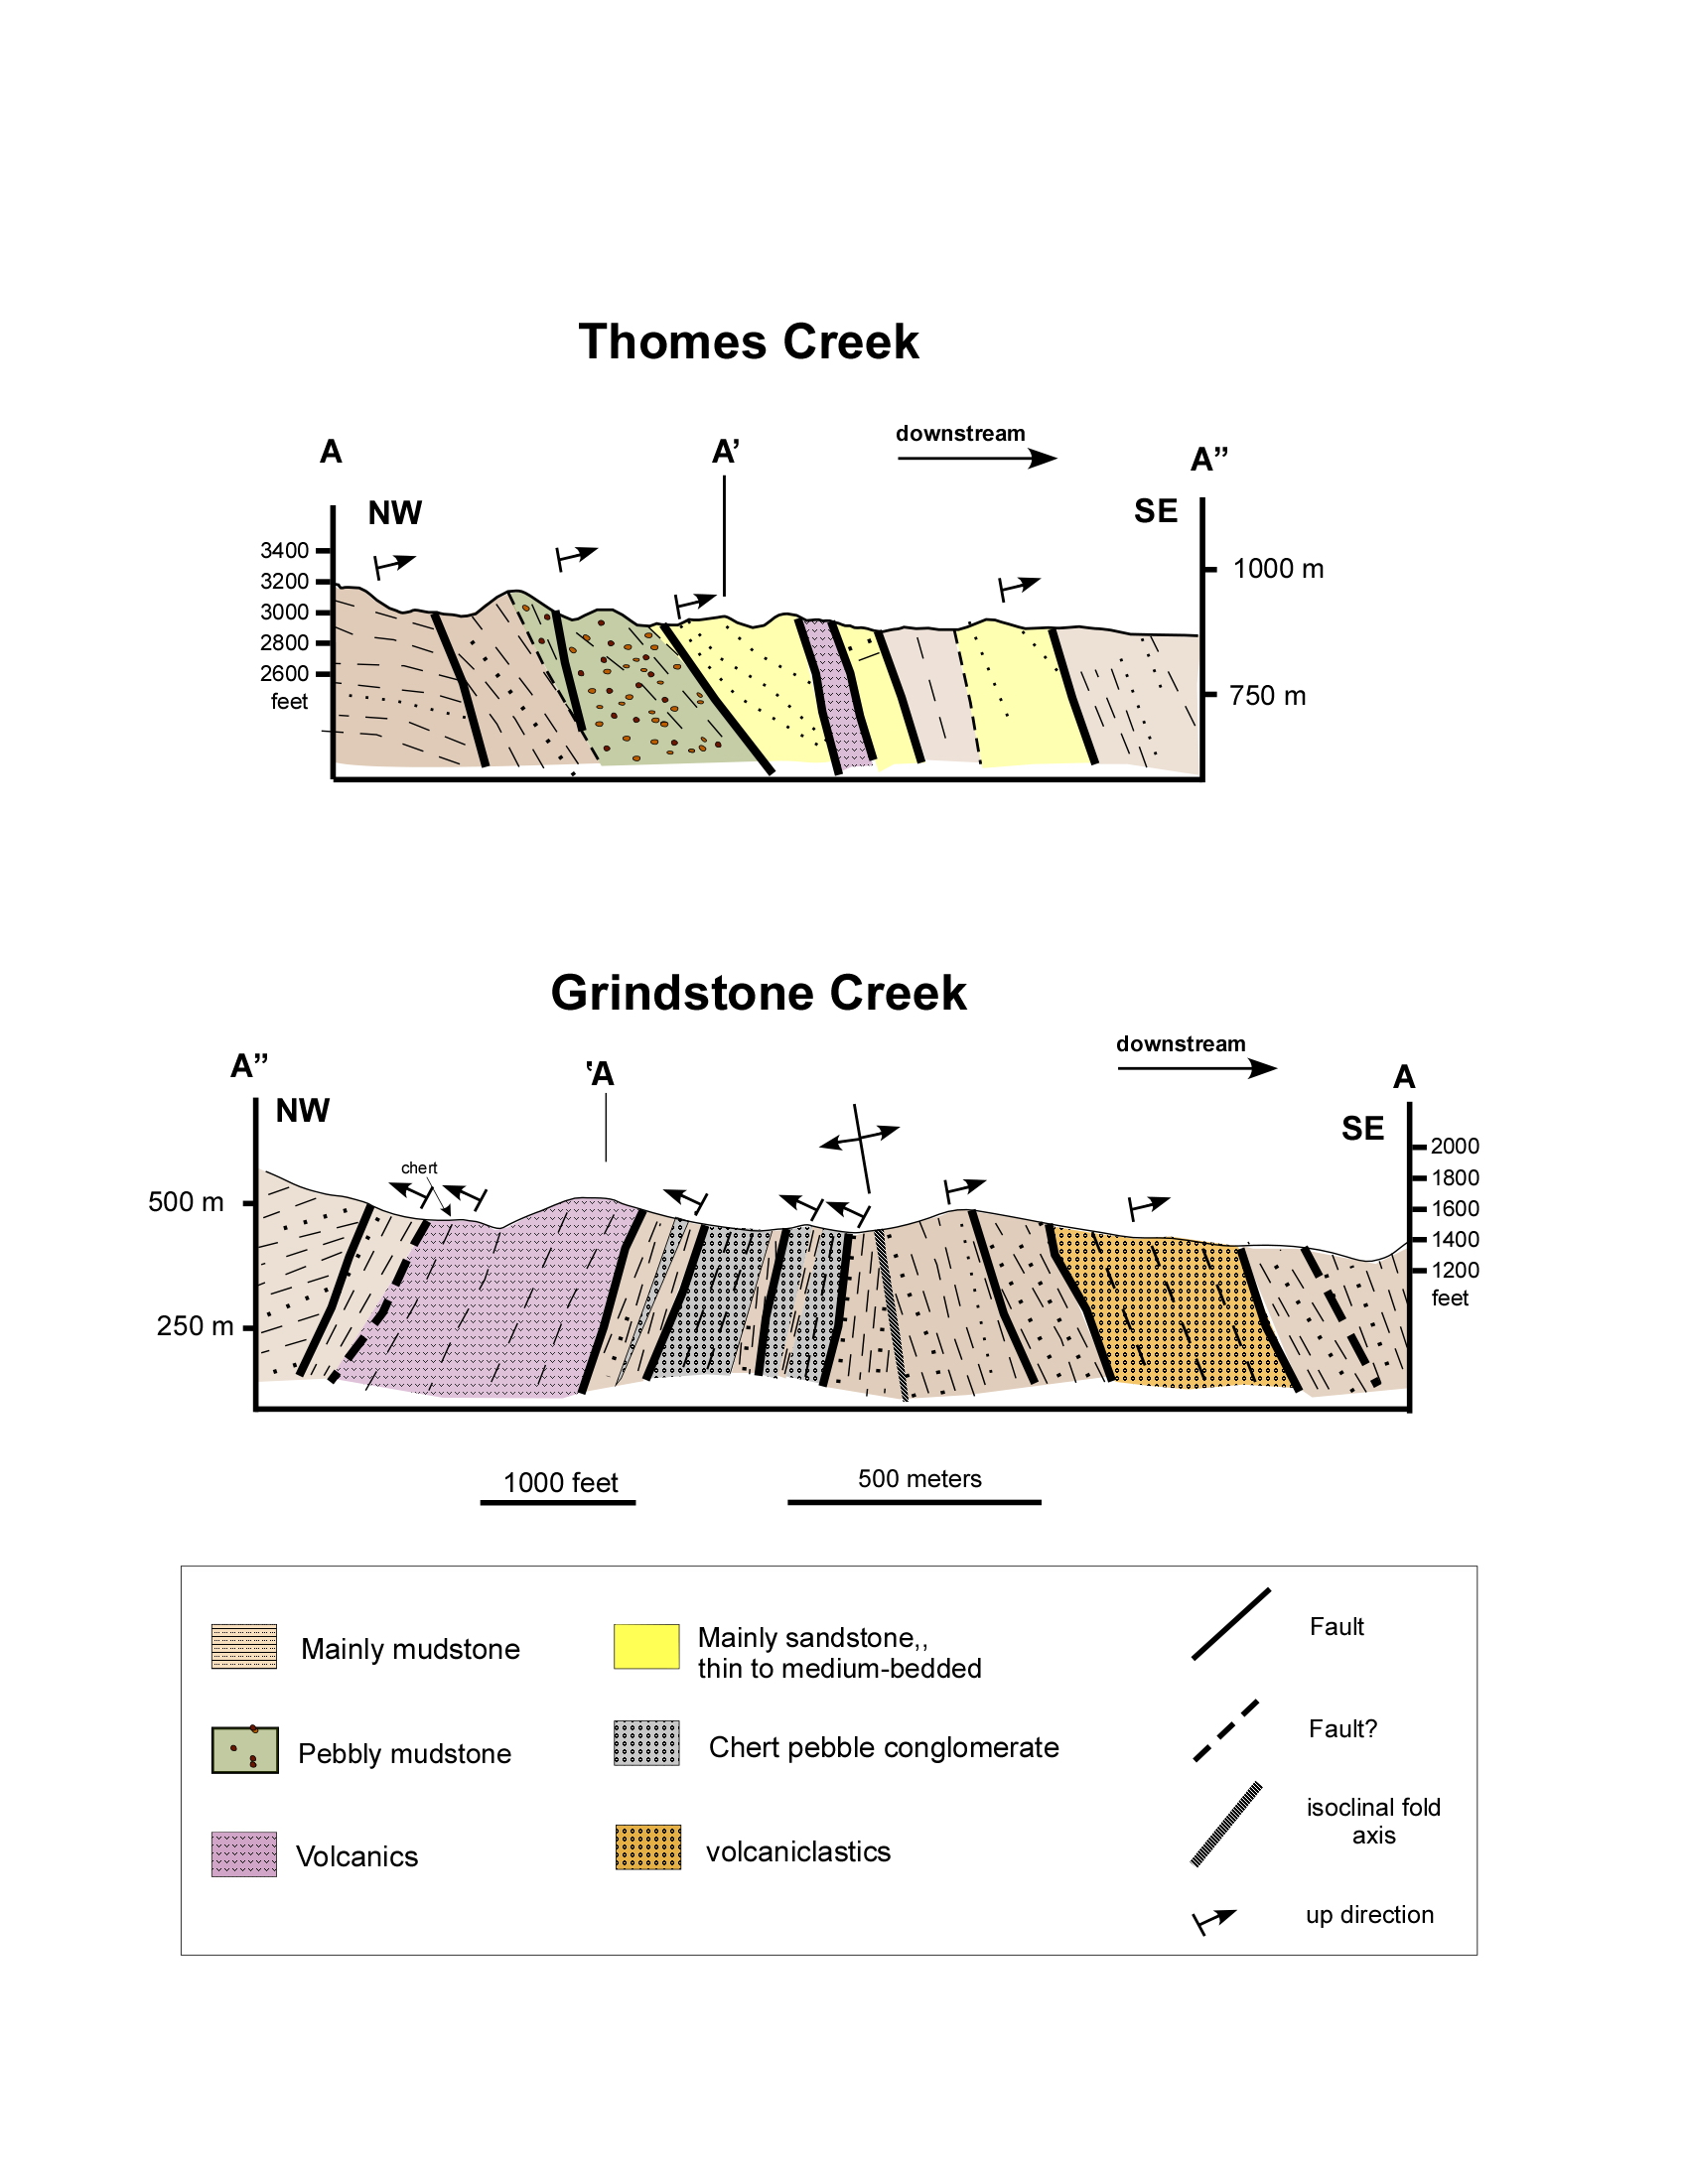 Thomes Creek
downstream
A
A’
A”
NW
SE
3400
3200
3000
2800
2600
feet
1000 m
750 m
Grindstone Creek
downstream
A”
'A
A
NW
SE
chert
500 m
250 m
2000
1800
1600
1400
1200
feet
1000 feet
500 meters
Mainly mudstone
Pebbly mudstone
Volcanics
Mainly sandstone,,
thin to medium-bedded
Chert pebble conglomerate
volcaniclastics
Fault
Fault?
isoclinal fold
axis
up direction